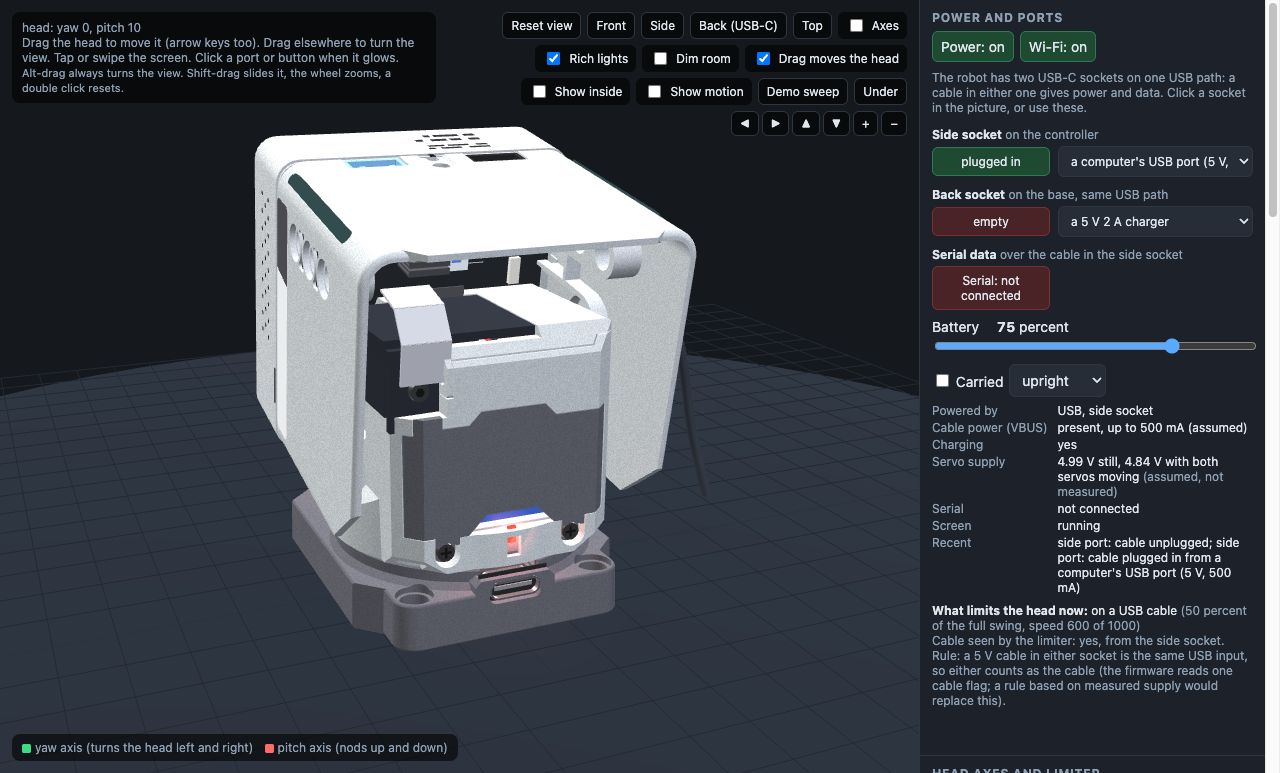 head: yaw 0, pitch 10
Drag the head to move it (arrow keys too). Drag elsewhere to turn the
view. Tap or swipe the screen. Click a port or button when it glows.
Alt-drag always turns the view. Shift-drag slides it, the wheel zooms, a
double click resets.
Reset view Front Side Back (USB-C) Top Axes
Rich lights Dim room Drag moves the head
Show inside Show motion Demo sweep Under
◀ ▶ ▲ ▼ + −
yaw axis (turns the head left and right) pitch axis (nods up and down)
POWER AND PORTS
Power: on Wi-Fi: on
The robot has two USB-C sockets on one USB path: a
cable in either one gives power and data. Click a socket
in the picture, or use these.
Side socket on the controller
plugged in a computer's USB port (5 V,
Back socket on the base, same USB path
empty a 5 V 2 A charger
Serial data over the cable in the side socket
Serial: not
connected
Battery 75 percent
Carried upright
Powered by USB, side socket
Cable power (VBUS) present, up to 500 mA (assumed)
Charging yes
Servo supply 4.99 V still, 4.84 V with both
servos moving (assumed, not
measured)
Serial not connected
Screen running
Recent side port: cable unplugged; side
port: cable plugged in from a
computer's USB port (5 V, 500
mA)
What limits the head now: on a USB cable (50 percent
of the full swing, speed 600 of 1000)
Cable seen by the limiter: yes, from the side socket.
Rule: a 5 V cable in either socket is the same USB input,
so either counts as the cable (the firmware reads one
cable flag; a rule based on measured supply would
replace this).
HEAD AXES AND LIMITER